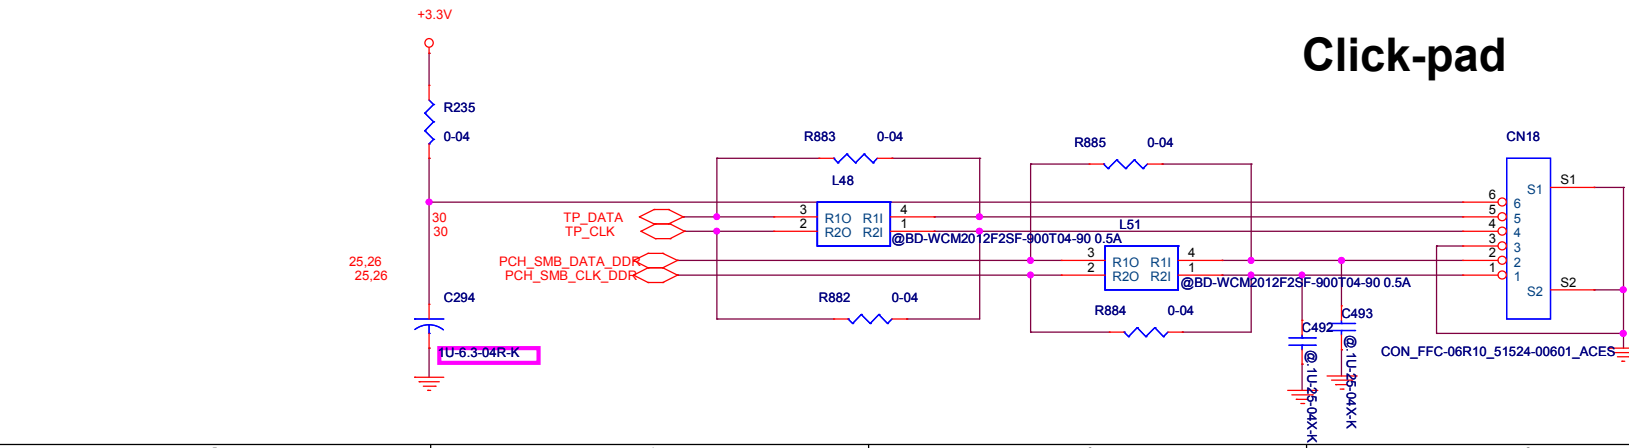 +3.3V
Click-pad
R235
0-04
R883 0-04
R885 0-04
CN18
L48
S1
S1
6
6
30 TP_DATA 3 R1O R1I 4
5
5
30 TP_CLK 2 R2O R2I 1
L51
4
4
@BD-WCM2012F2SF-900T04-90 0.5A
3
3
25,26 PCH_SMB_DATA_DDR 3 R1O R1I 4
2
2
25,26 PCH_SMB_CLK_DDR 2 R2O R2I 1
1
1
@BD-WCM2012F2SF-900T04-90 0.5A
S2
S2
C294
R882 0-04
R884 0-04
C493
C492
1U-6.3-04R-K
CON_FFC-06R10_51524-00601_ACES
@.1U-25-04X-K
@.1U-25-04X-K